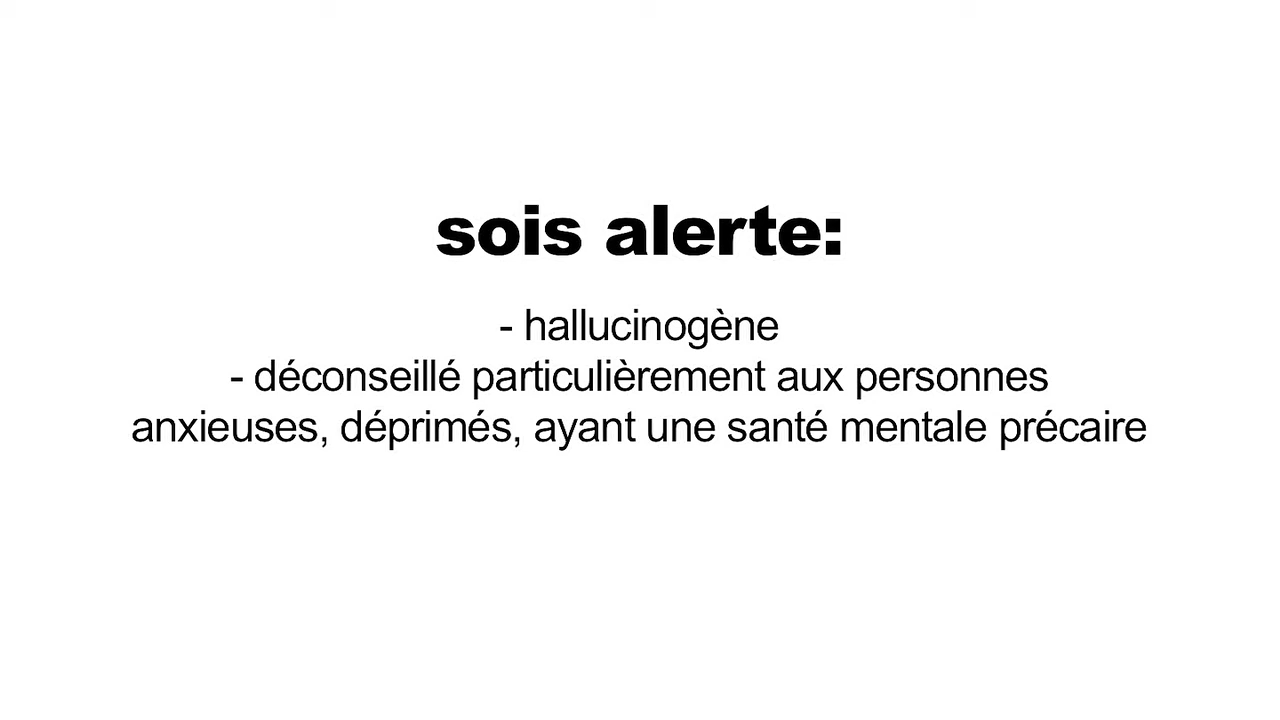 sois alerte:
- hallucinogène
- déconseillé particulièrement aux personnes
anxieuses, déprimés, ayant une santé mentale précaire